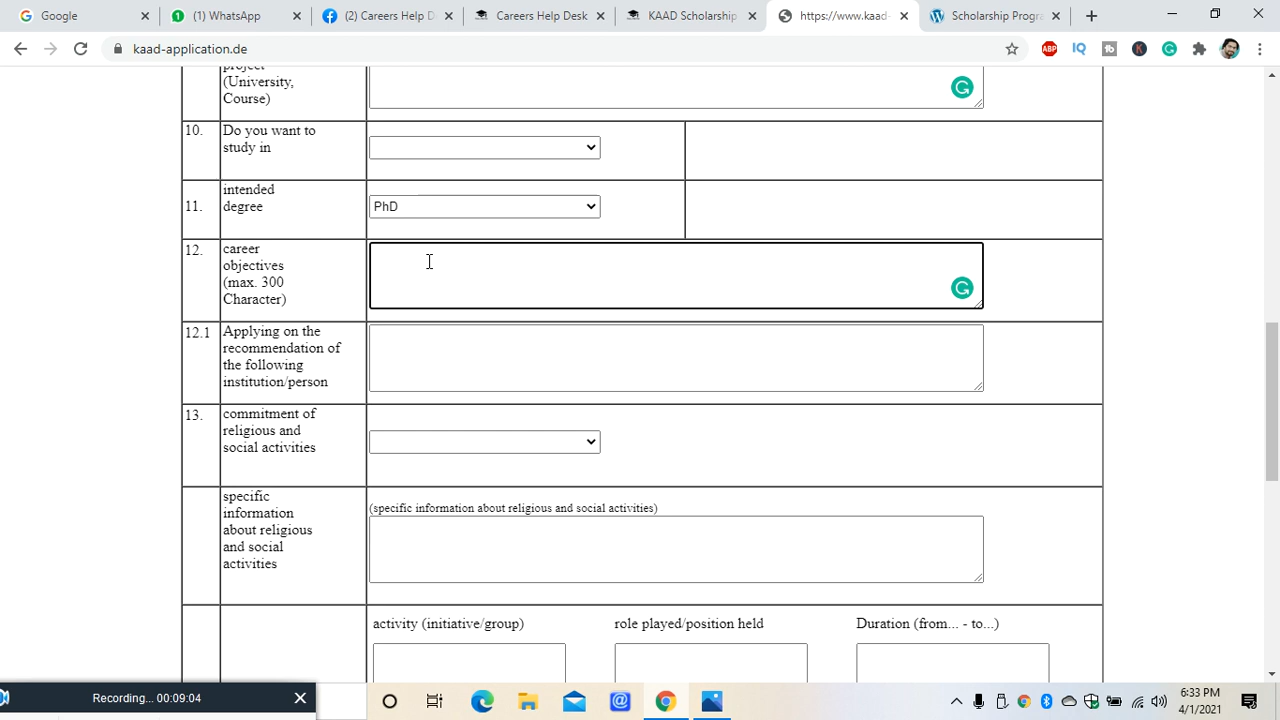 Google
(1) WhatsApp
(2) Careers Help D
Careers Help Desk
KAAD Scholarship
https://www.kaad-
Scholarship Progra
kaad-application.de
ABP
IQ
tb
K
project
(University,
Course)
10.
Do you want to
study in
11.
intended
degree
PhD
12.
career
objectives
(max. 300
Character)
12.1
Applying on the
recommendation of
the following
institution/person
13.
commitment of
religious and
social activities
specific
information
about religious
and social
activities
(specific information about religious and social activities)
activity (initiative/group)
role played/position held
Duration (from... - to...)
Recording... 00:09:04
6:33 PM
4/1/2021